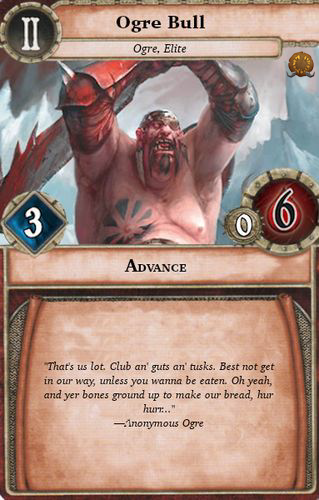 II
Ogre Bull
Ogre, Elite
3
0
6
ADVANCE
"That's us lot. Club an' guts an' tusks. Best not get
in our way, unless you wanna be eaten. Oh yeah,
and yer bones ground up to make our bread, hur
hurr..."
—Anonymous Ogre